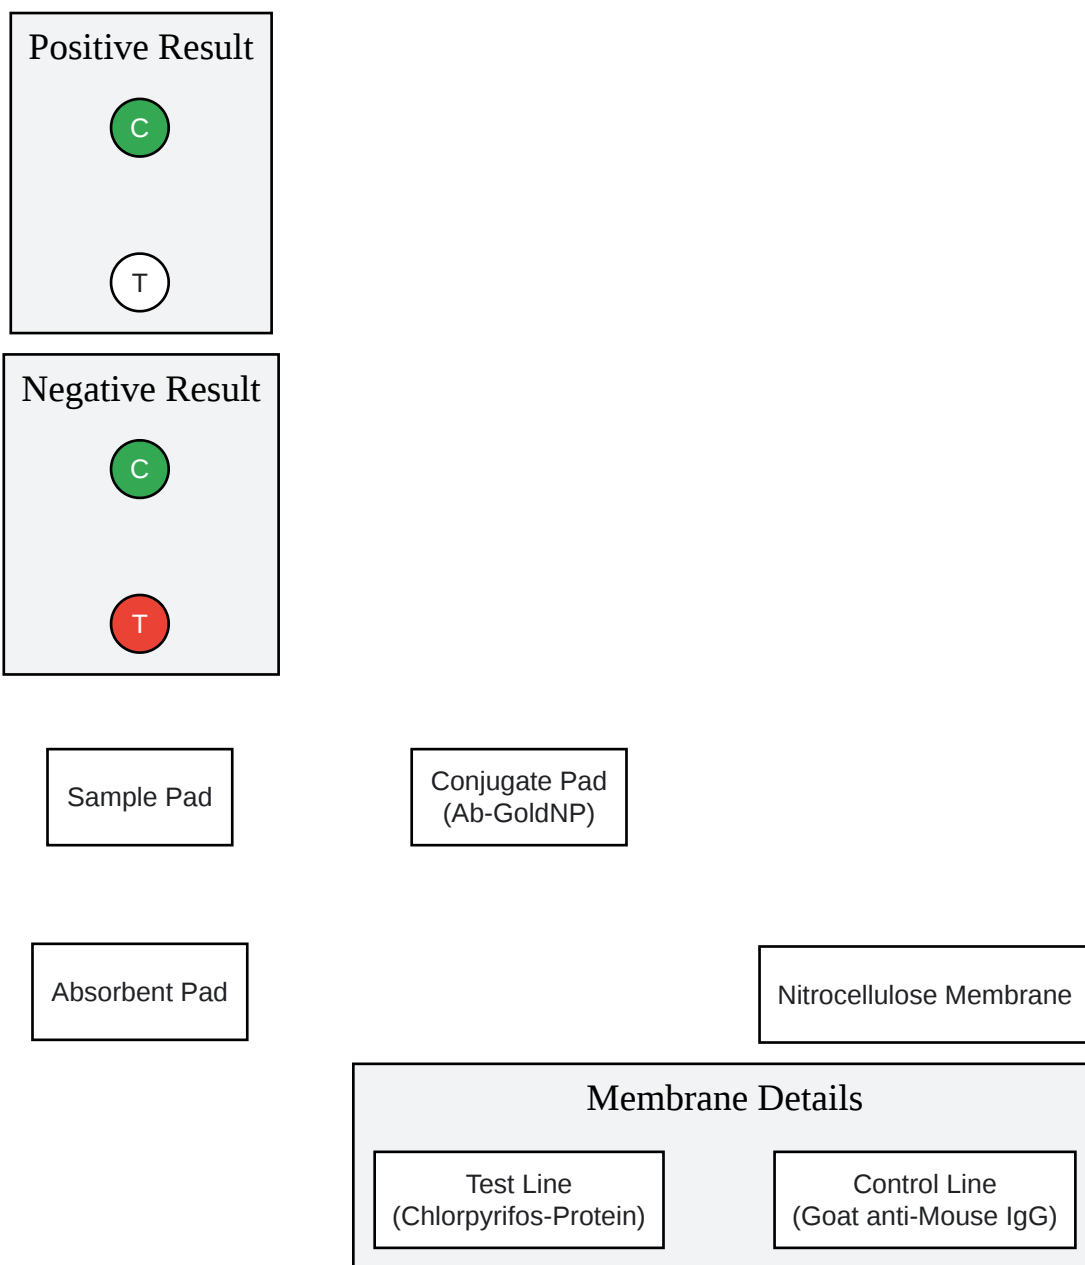 Positive Result
C
T
Negative Result
C
T
Sample Pad
Conjugate Pad
(Ab-GoldNP)
Absorbent Pad
Nitrocellulose Membrane
Membrane Details
Test Line
(Chlorpyrifos-Protein)
Control Line
(Goat anti-Mouse IgG)